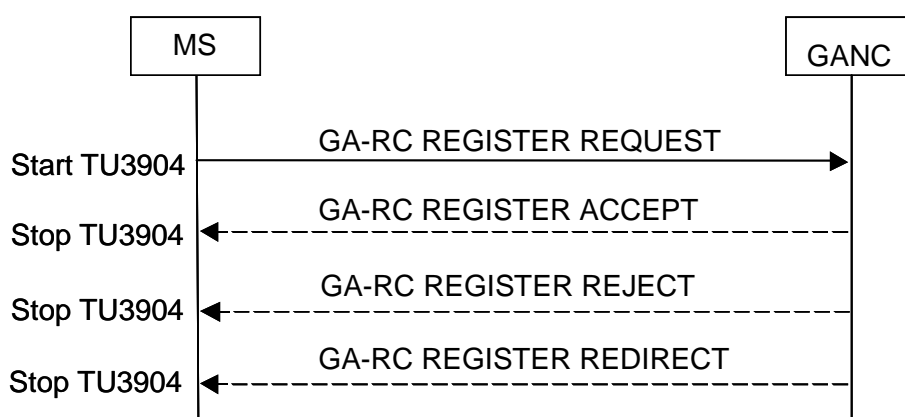 MS
GANC
GA-RC REGISTER REQUEST
Start TU3904
GA-RC REGISTER ACCEPT
Stop TU3904
GA-RC REGISTER REJECT
Stop TU3904
GA-RC REGISTER REDIRECT
Stop TU3904